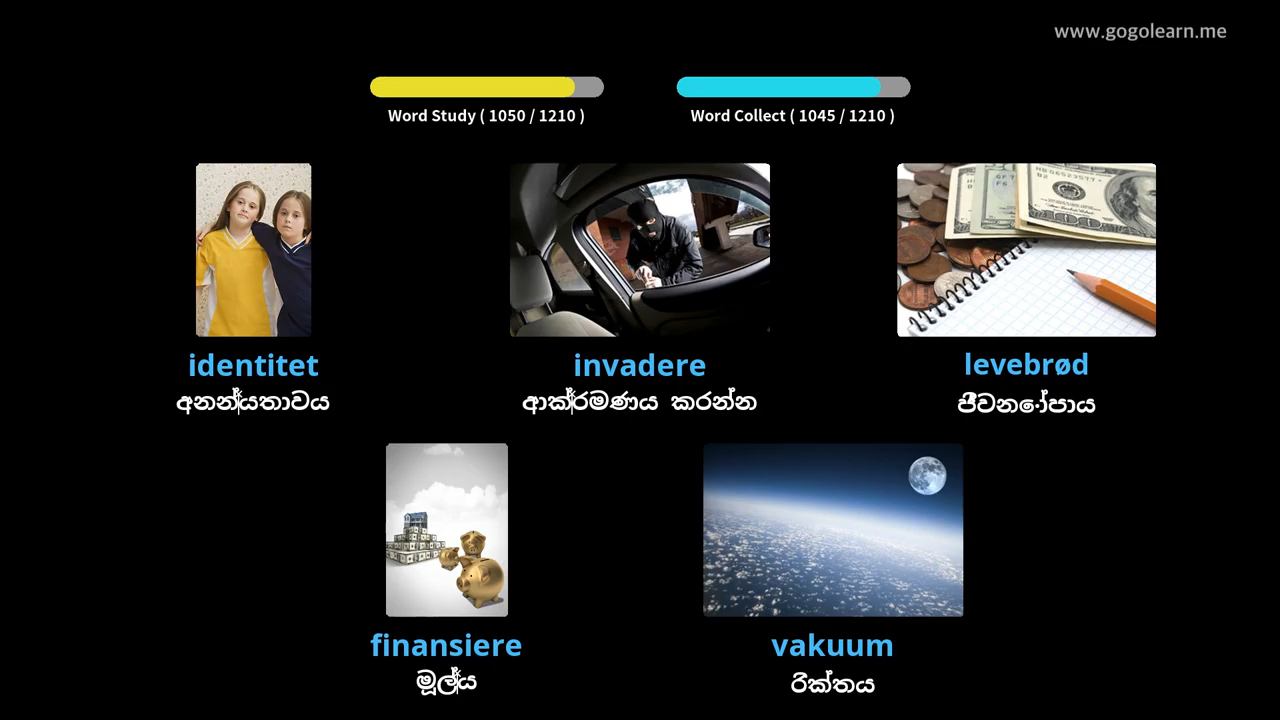 www.gogolearn.me
Word Study ( 1050 / 1210 )
Word Collect ( 1045 / 1210 )
identitet
අනන්‍යතාවය
invadere
ආක්‍රමණය කරන්න
levebrød
ජීවනෝපාය
finansiere
මූල්‍ය
vakuum
රික්තය